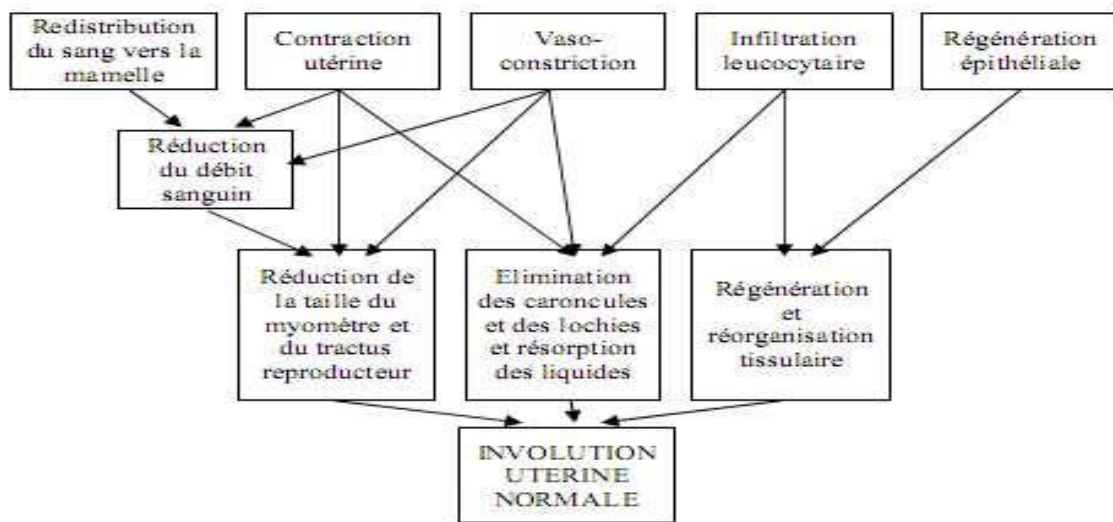 Redistribution
du sang vers la
mamelle
Contraction
utérine
Vaso-
constriction
Infiltration
leucocytaire
Régénération
épithéliale
Réduction
du débit
sanguin
Réduction de
la taille du
myomètre et
du tractus
reproducteur
Elimination
des caroncules
et des lochies
et résorption
des liquides
Régénération
et
réorganisation
tissulaire
INVOLUTION
UTERINE
NORMALE